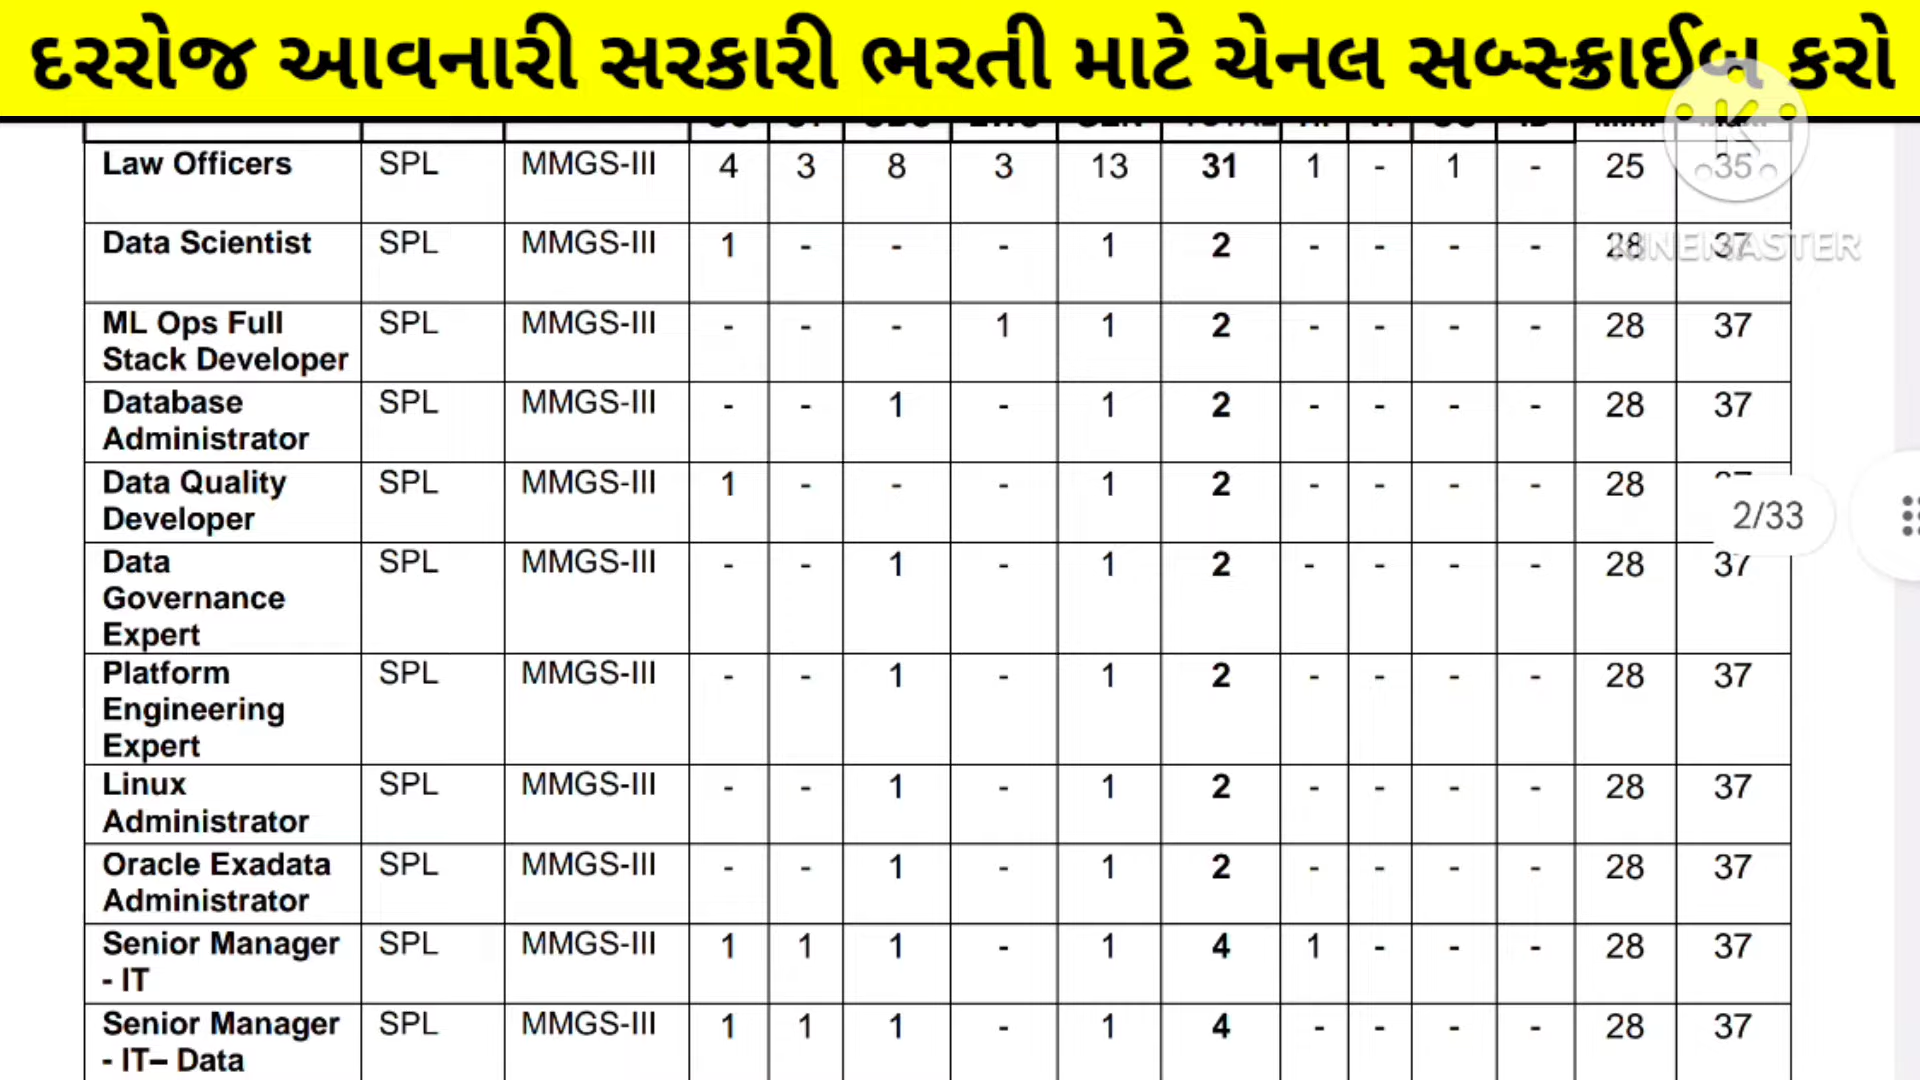 દરરોજ આવનારી સરકારી ભરતી માટે ચેનલ સબ્સ્ક્રાઈબ કરો
Law Officers SPL MMGS-III 4 3 8 3 13 31 1 - 1 - 25 35
Data Scientist SPL MMGS-III 1 - - - 1 2 - - - - 28 37
KINEMASTER
ML Ops Full SPL MMGS-III - - - 1 1 2 - - - - 28 37
Stack Developer
Database SPL MMGS-III - - 1 - 1 2 - - - - 28 37
Administrator
Data Quality SPL MMGS-III 1 - - - 1 2 - - - - 28
Developer
2/33
Data SPL MMGS-III - - 1 - 1 2 - - - - 28 37
Governance
Expert
Platform SPL MMGS-III - - 1 - 1 2 - - - - 28 37
Engineering
Expert
Linux SPL MMGS-III - - 1 - 1 2 - - - - 28 37
Administrator
Oracle Exadata SPL MMGS-III - - 1 - 1 2 - - - - 28 37
Administrator
Senior Manager SPL MMGS-III 1 1 1 - 1 4 1 - - - 28 37
- IT
Senior Manager SPL MMGS-III 1 1 1 - 1 4 - - - - 28 37
- IT– Data